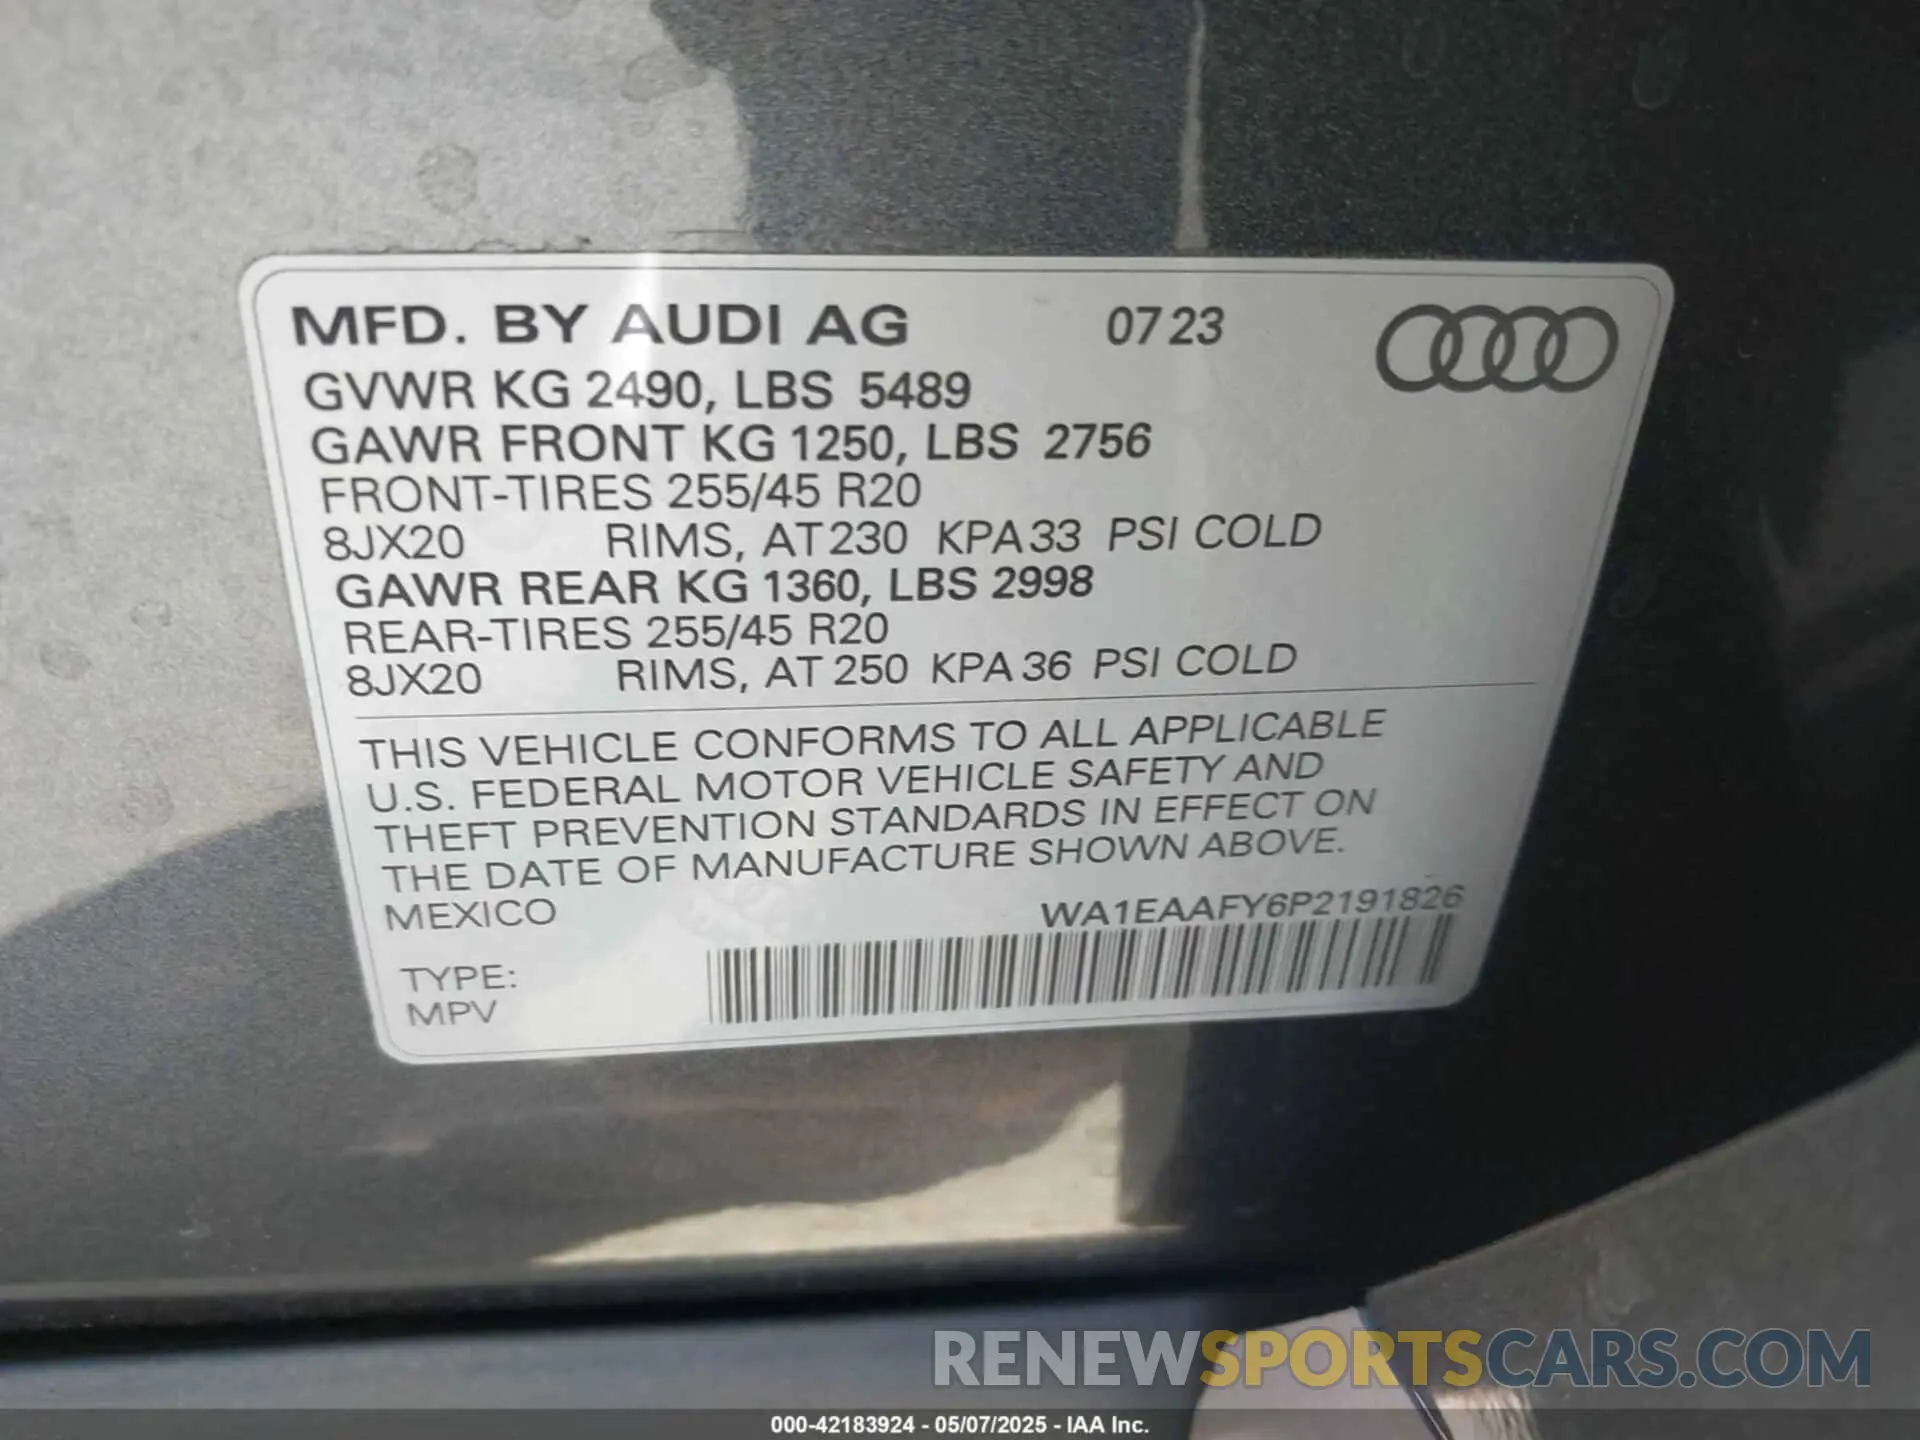 MFD. BY AUDI AG 07 23
GVWR KG 2490, LBS 5489
GAWR FRONT KG 1250, LBS 2756
FRONT-TIRES 255/45 R20
8JX20 RIMS, AT 230 KPA 33 PSI COLD
GAWR REAR KG 1360, LBS 2998
REAR-TIRES 255/45 R20
8JX20 RIMS, AT 250 KPA 36 PSI COLD
THIS VEHICLE CONFORMS TO ALL APPLICABLE
U.S. FEDERAL MOTOR VEHICLE SAFETY AND
THEFT PREVENTION STANDARDS IN EFFECT ON
THE DATE OF MANUFACTURE SHOWN ABOVE.
MEXICO WA1EAAFY6P2191826
TYPE:
MPV
RENEWSPORTSCARS.COM
000-42183924 - 05/07/2025 - IAA Inc.